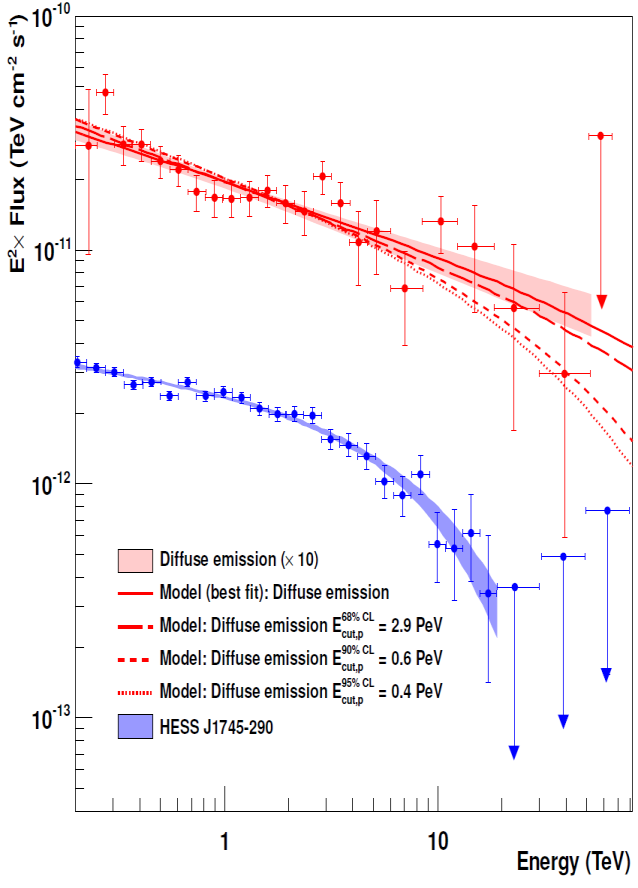 E²× Flux (TeV cm⁻² s⁻¹)
10⁻¹⁰
10⁻¹¹
10⁻¹²
10⁻¹³
Diffuse emission (× 10)
Model (best fit): Diffuse emission
Model: Diffuse emission E^68% CL_cut,p = 2.9 PeV
Model: Diffuse emission E^90% CL_cut,p = 0.6 PeV
Model: Diffuse emission E^95% CL_cut,p = 0.4 PeV
HESS J1745-290
1 10
Energy (TeV)